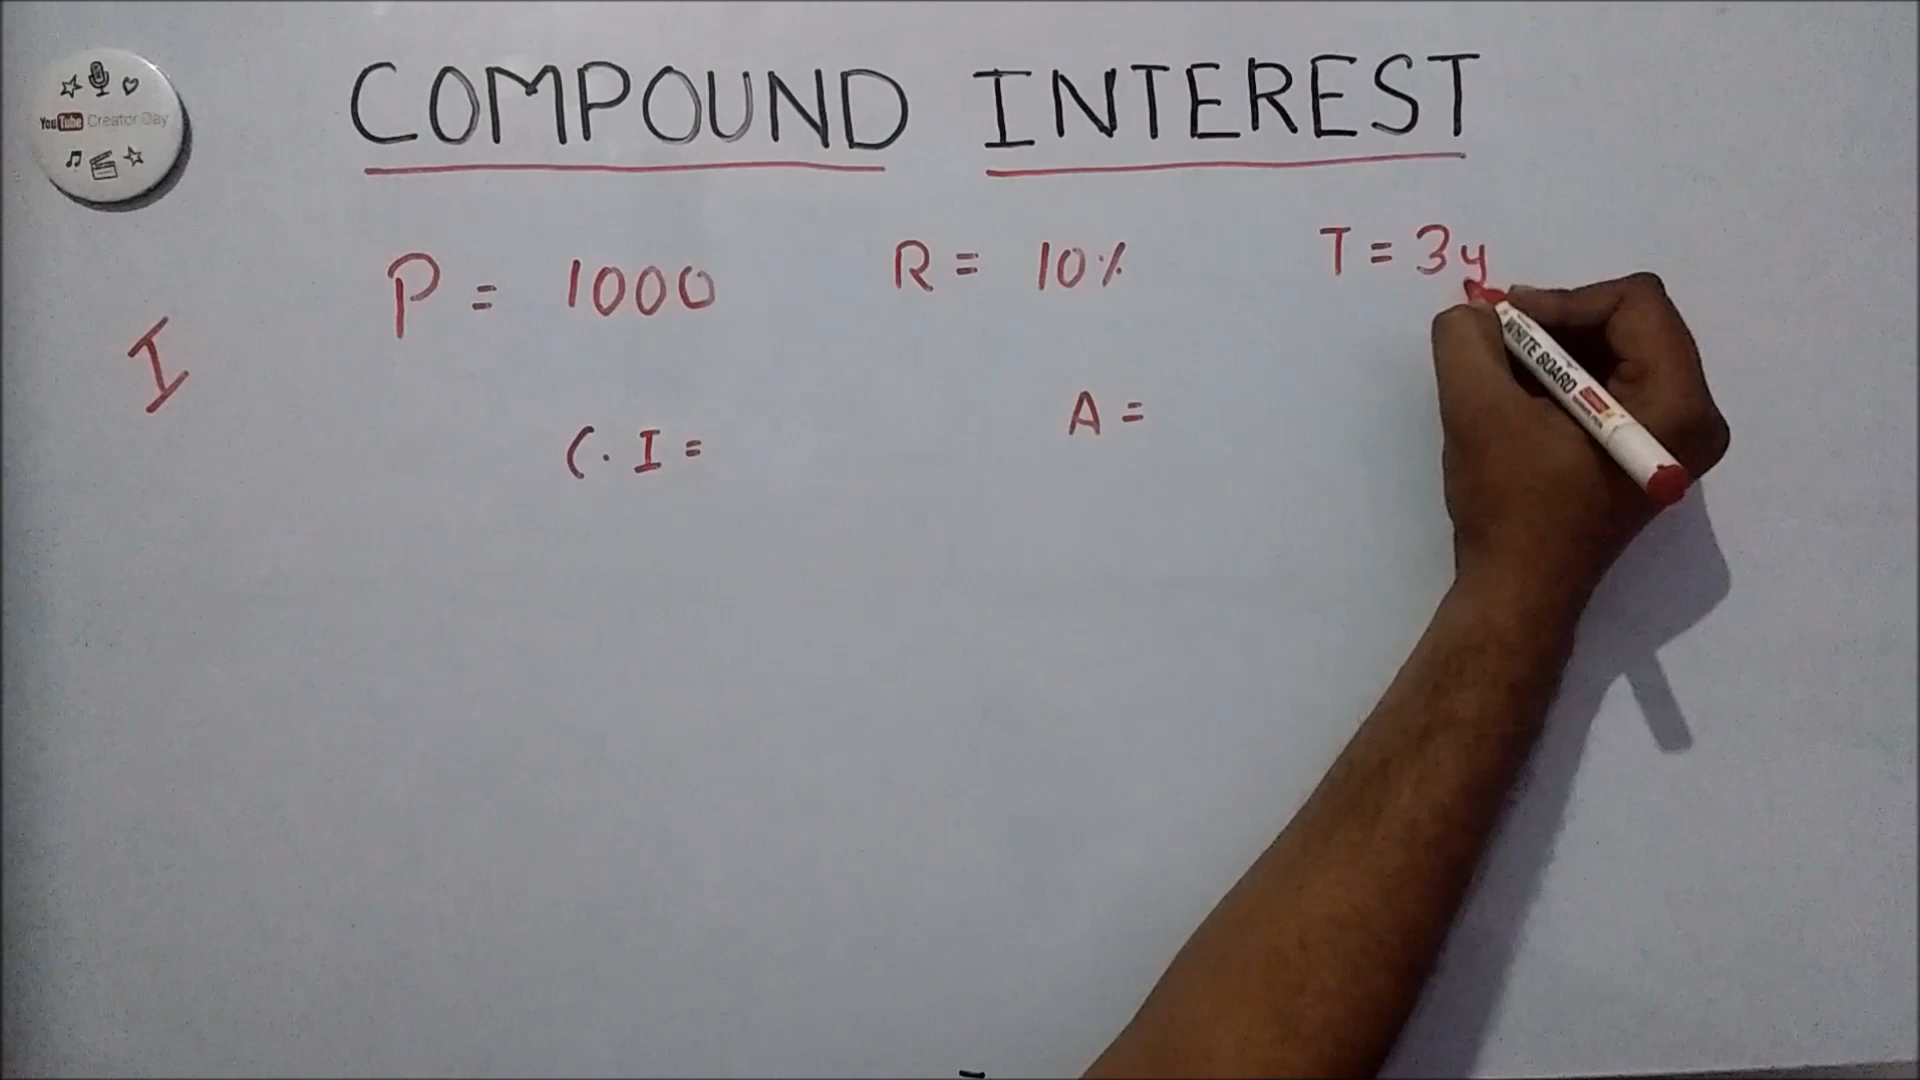 YouTube Creator Day
COMPOUND INTEREST
P = 1000 R = 10% T = 3y
I
C. I = A =
WHITE BOARD